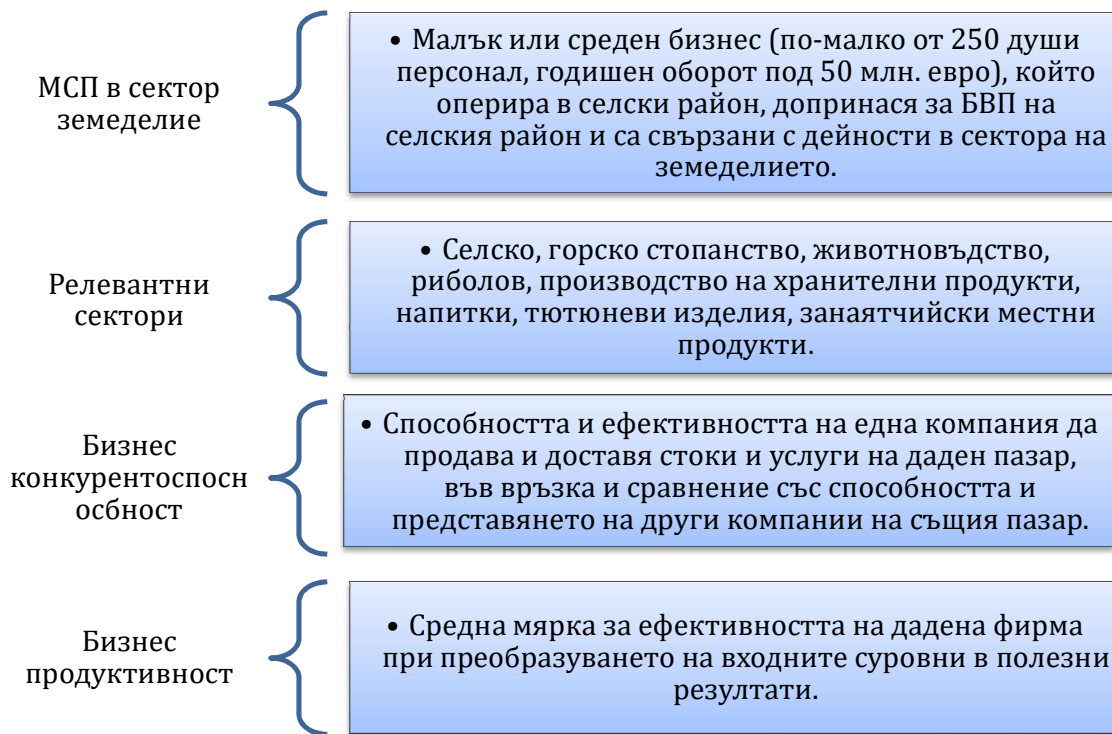 МСП в сектор
земеделие
• Малък или среден бизнес (по-малко от 250 души
персонал, годишен оборот под 50 млн. евро), който
оперира в селски район, допринася за БВП на
селския район и са свързани с дейности в сектора на
земеделието.
Релевантни
сектори
• Селско, горско стопанство, животновъдство,
риболов, производство на хранителни продукти,
напитки, тютюневи изделия, занаятчийски местни
продукти.
Бизнес
конкурентоспосн
осбност
• Способността и ефективността на една компания да
продава и доставя стоки и услуги на даден пазар,
във връзка и сравнение със способността и
представянето на други компании на същия пазар.
Бизнес
продуктивност
• Средна мярка за ефективността на дадена фирма
при преобразуването на входните суровни в полезни
резултати.